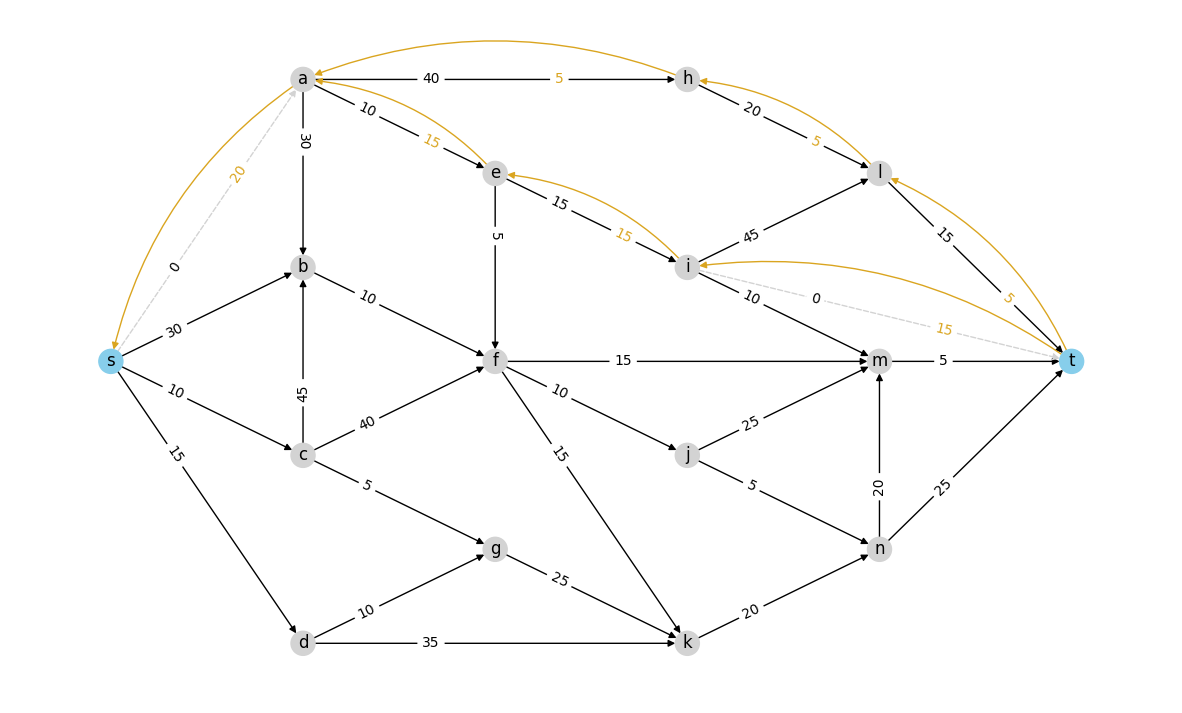 a 40 5 h
10 20
30 15 5
20 e l
15 15 45 15
5
0 b i
10 10 0 5
30 15
s f 15 m 5 t
10 45 10
15 40 25
c 15 j
5 5 20 25
g n
25
10 20
d 35 k